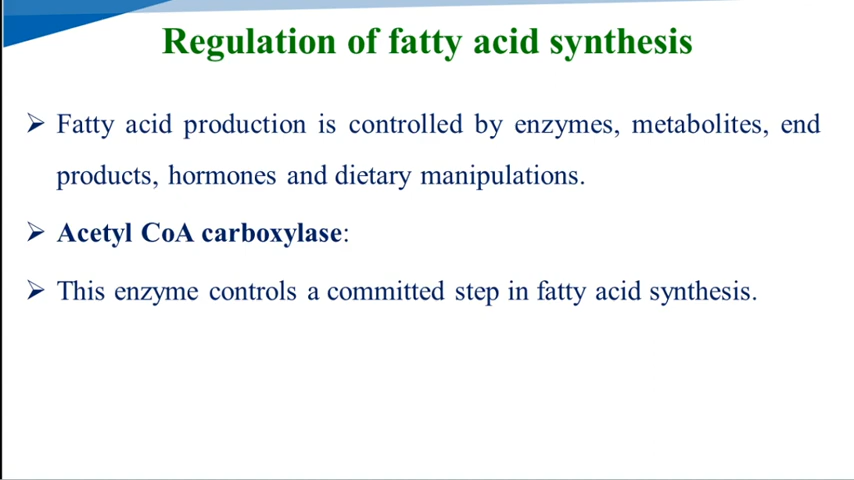 Regulation of fatty acid synthesis
➢ Fatty acid production is controlled by enzymes, metabolites, end
products, hormones and dietary manipulations.
➢ Acetyl CoA carboxylase:
➢ This enzyme controls a committed step in fatty acid synthesis.